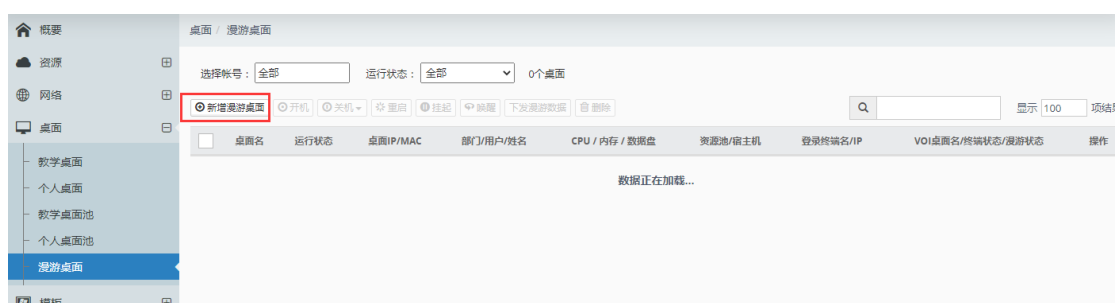 概要
桌面 / 漫游桌面
资源
选择帐号： 全部 运行状态： 全部 0个桌面
网络
新增漫游桌面 开机 关机 重启 挂起 唤醒 下发漫游数据 删除 显示 100 项结果
桌面
桌面名 运行状态 桌面IP/MAC 部门/用户/姓名 CPU / 内存 / 数据盘 资源池/宿主机 登录终端名/IP VOI桌面名/终端状态/漫游状态 操作
教学桌面
数据正在加载...
个人桌面
教学桌面池
个人桌面池
漫游桌面
模板